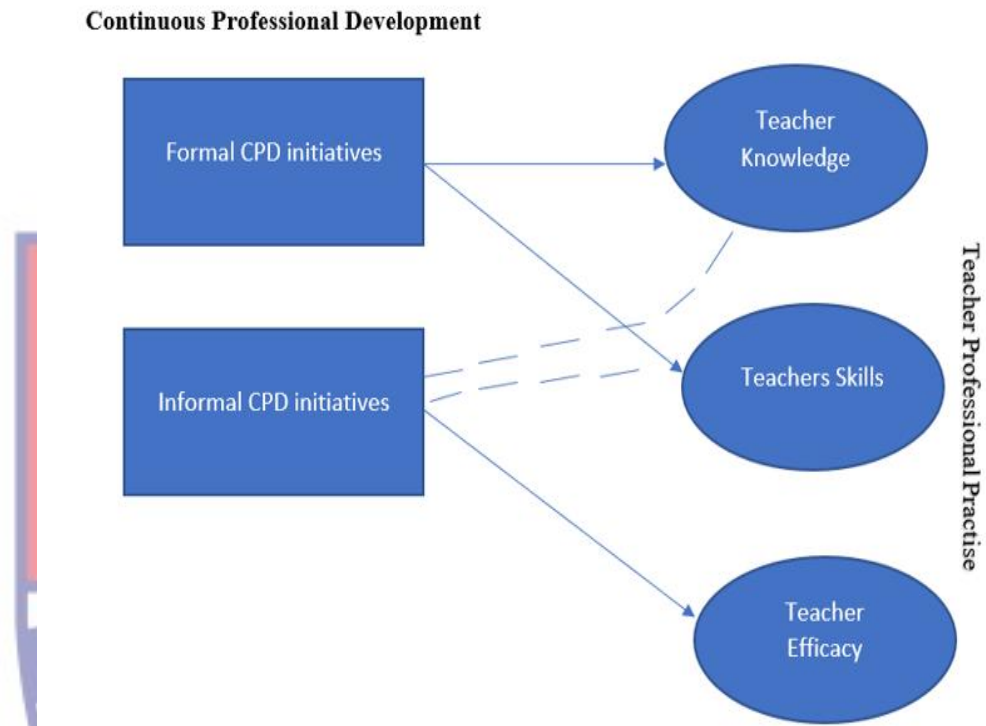 Continuous Professional Development
Formal CPD initiatives
Teacher
Knowledge
Informal CPD initiatives
Teachers Skills
Teacher
Efficacy
Teacher Professional Practise